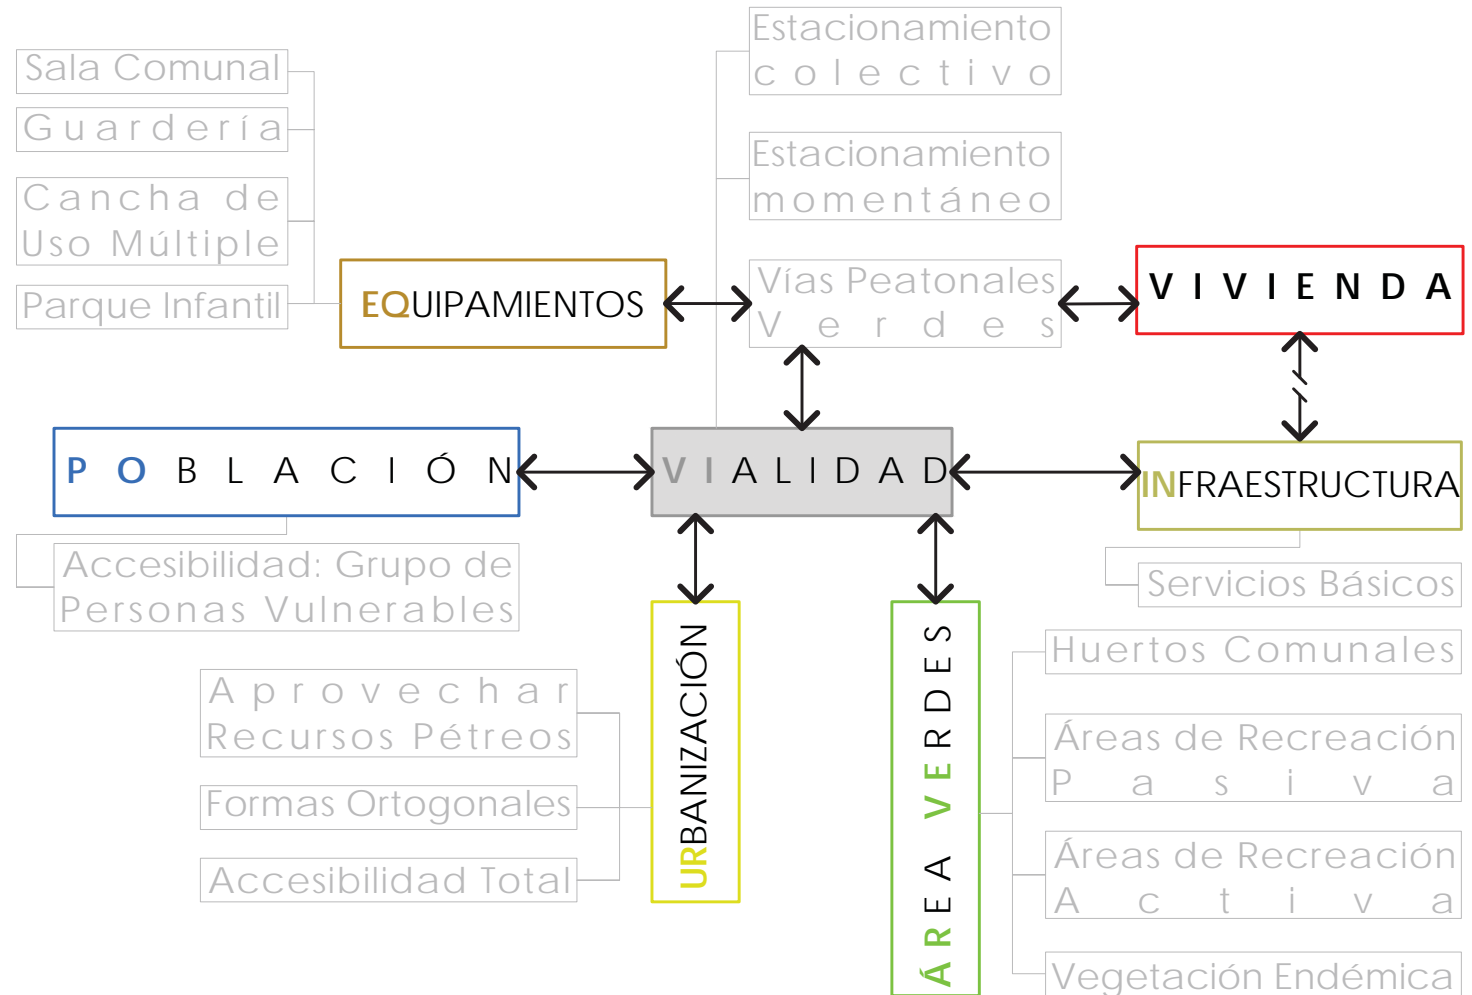 Sala Comunal
Guardería
Cancha de
Uso Múltiple
Parque Infantil
EQUIPAMIENTOS
Estacionamiento
colectivo
Estacionamiento
momentáneo
Vías Peatonales
Verdes
VIVIENDA
POBLACIÓN
VIALIDAD
INFRAESTRUCTURA
Accesibilidad: Grupo de
Personas Vulnerables
Servicios Básicos
Aprovechar
Recursos Pétreos
Formas Ortogonales
Accesibilidad Total
URBANIZACIÓN
ÁREA VERDES
Huertos Comunales
Áreas de Recreación
Pasiva
Áreas de Recreación
Activa
Vegetación Endémica